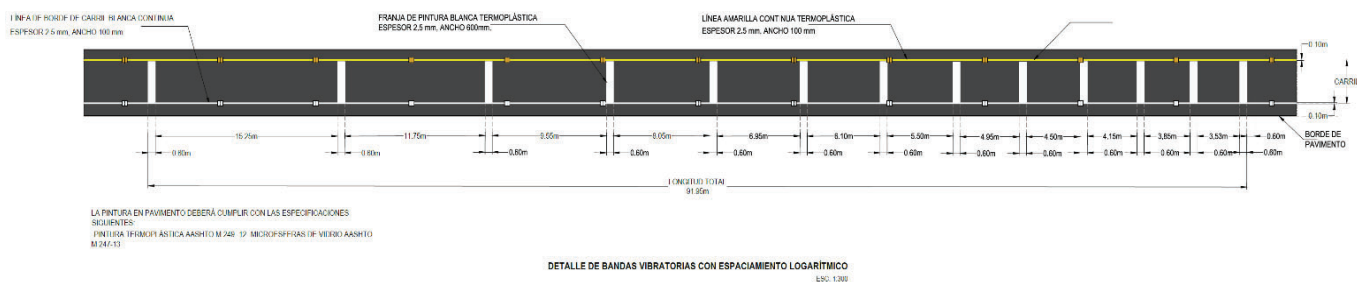 LÍNEA DE BORDE DE CARRIL BLANCA CONTINUA
ESPESOR 2.5 mm, ANCHO 100 mm
FRANJA DE PINTURA BLANCA TERMOPLÁSTICA
ESPESOR 2.5 mm, ANCHO 600mm.
LÍNEA AMARILLA CONTINUA TERMOPLÁSTICA
ESPESOR 2.5 mm, ANCHO 100 mm
0.10m
CARRIL
0.10m
BORDE DE
PAVIMENTO
15.25m 11.75m 9.55m 8.05m 6.95m 6.10m 5.50m 4.95m 4.50m 4.15m 3.85m 3.53m 0.60m
0.60m 0.60m 0.60m 0.60m 0.60m 0.60m 0.60m 0.60m 0.60m 0.60m 0.60m 0.60m 0.60m
LONGITUD TOTAL
91.95m
LA PINTURA EN PAVIMENTO DEBERÁ CUMPLIR CON LAS ESPECIFICACIONES
SIGUIENTES:
PINTURA TERMOPLÁSTICA AASHTO M 249-12 MICROESFERAS DE VIDRIO AASHTO
M 247-13
DETALLE DE BANDAS VIBRATORIAS CON ESPACIAMIENTO LOGARÍTMICO
ESC. 1:300